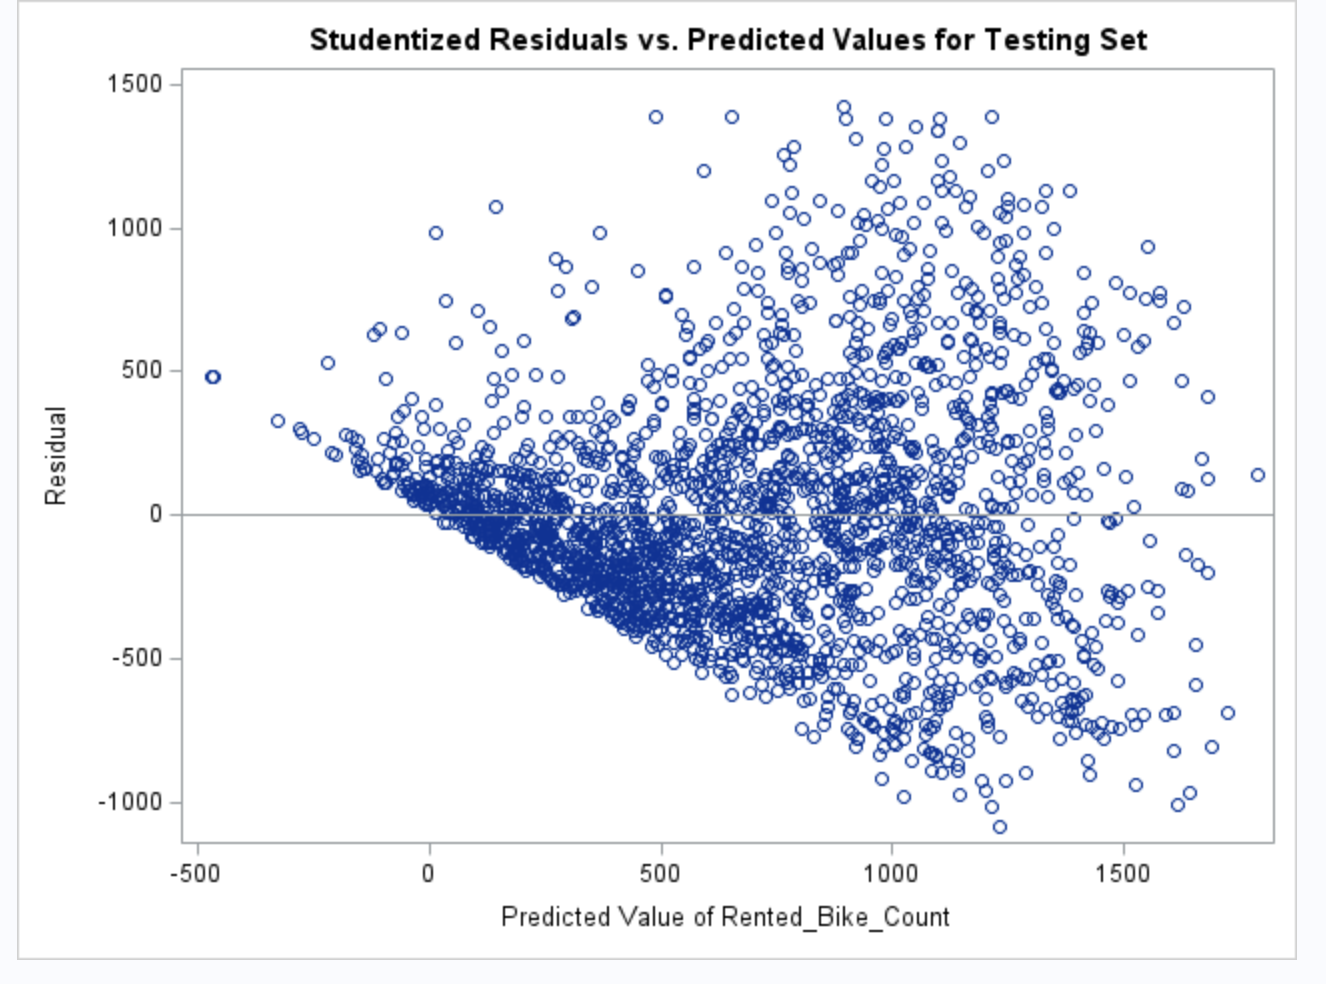 Studentized Residuals vs. Predicted Values for Testing Set
1500
1000
500
0
-500
-1000
Residual
-500 0 500 1000 1500
Predicted Value of Rented_Bike_Count